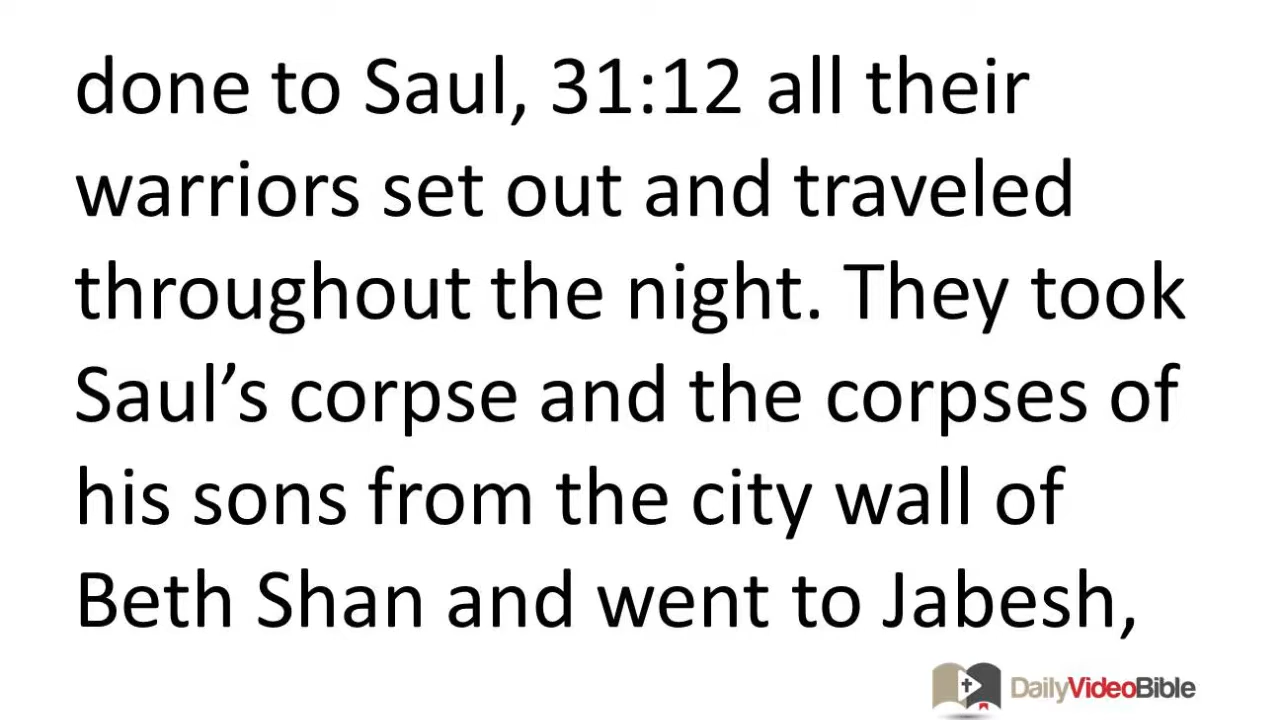 done to Saul, 31:12 all their
warriors set out and traveled
throughout the night. They took
Saul’s corpse and the corpses of
his sons from the city wall of
Beth Shan and went to Jabesh,
DailyVideoBible